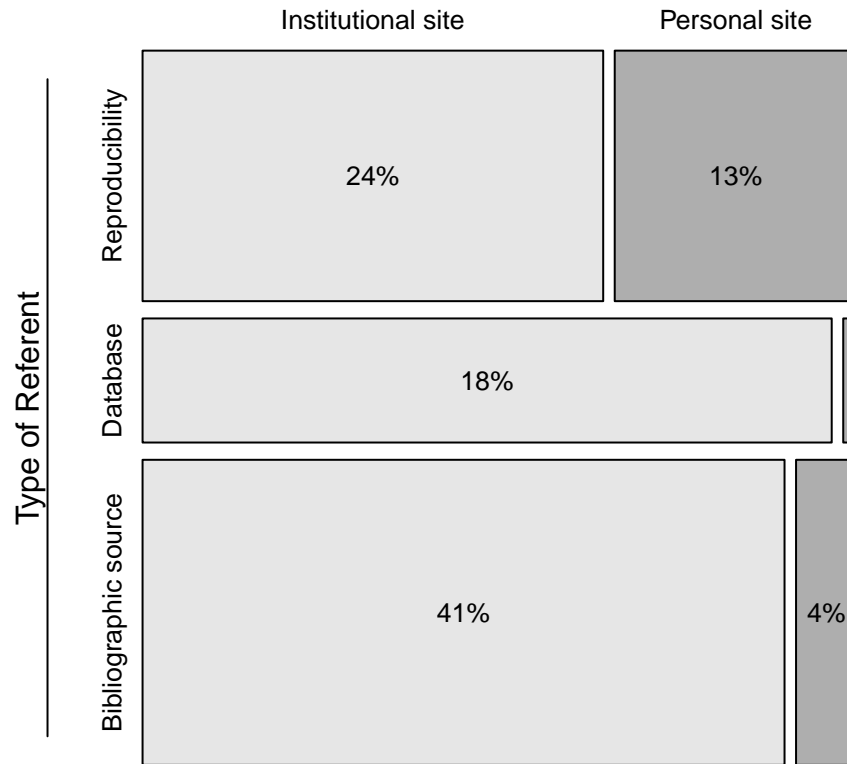 Institutional site
Personal site
Type of Referent
Reproducibility
24%
13%
Database
18%
Bibliographic source
41%
4%